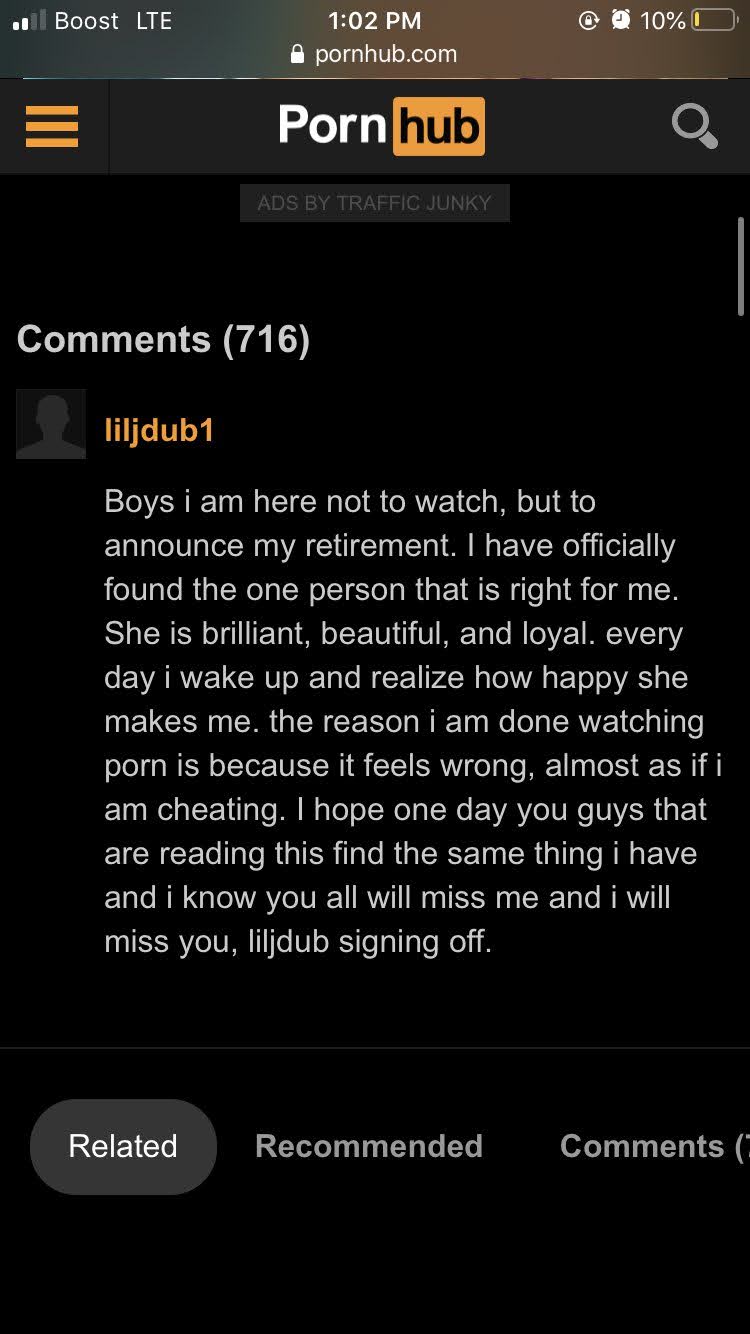 Boost LTE 1:02 PM 10%
pornhub.com
Porn hub
ADS BY TRAFFIC JUNKY
Comments (716)
liljdub1
Boys i am here not to watch, but to
announce my retirement. I have officially
found the one person that is right for me.
She is brilliant, beautiful, and loyal. every
day i wake up and realize how happy she
makes me. the reason i am done watching
porn is because it feels wrong, almost as if i
am cheating. I hope one day you guys that
are reading this find the same thing i have
and i know you all will miss me and i will
miss you, liljdub signing off.
Related Recommended Comments (7